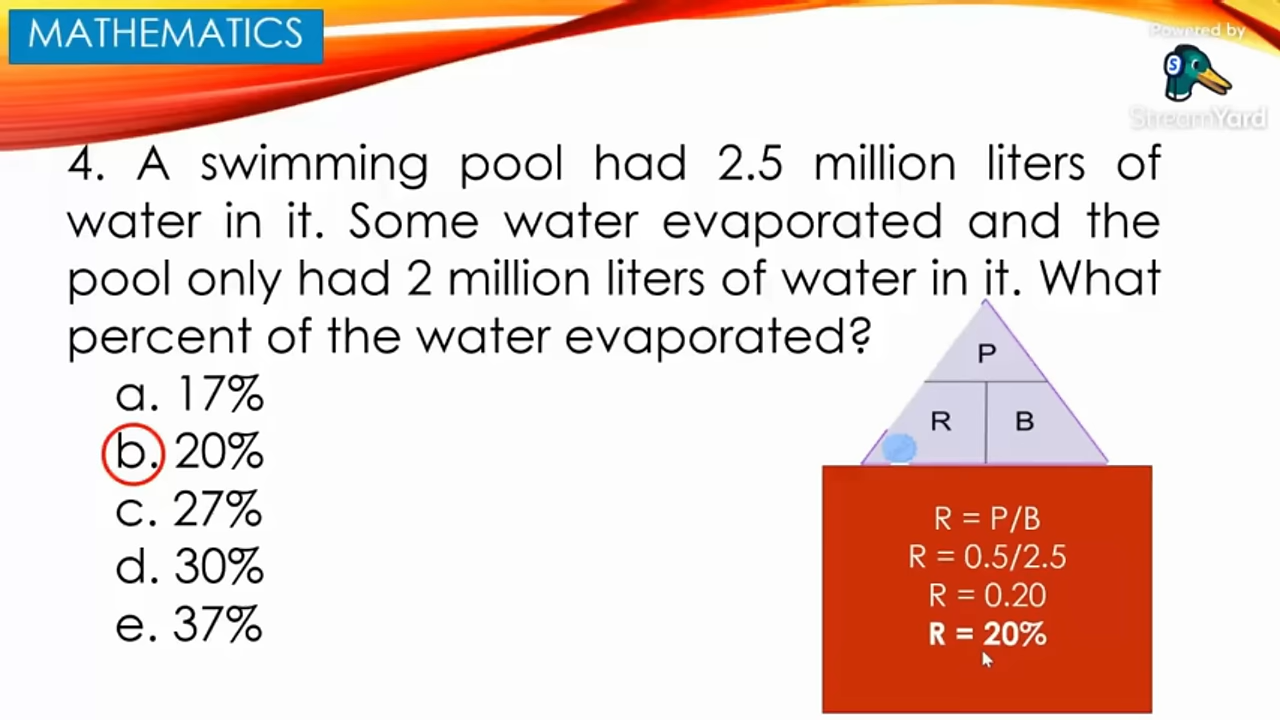 MATHEMATICS
Powered by
S
StreamYard
4. A swimming pool had 2.5 million liters of
water in it. Some water evaporated and the
pool only had 2 million liters of water in it. What
percent of the water evaporated?
a. 17%
b. 20%
c. 27%
d. 30%
e. 37%
P
R B
R = P/B
R = 0.5/2.5
R = 0.20
R = 20%